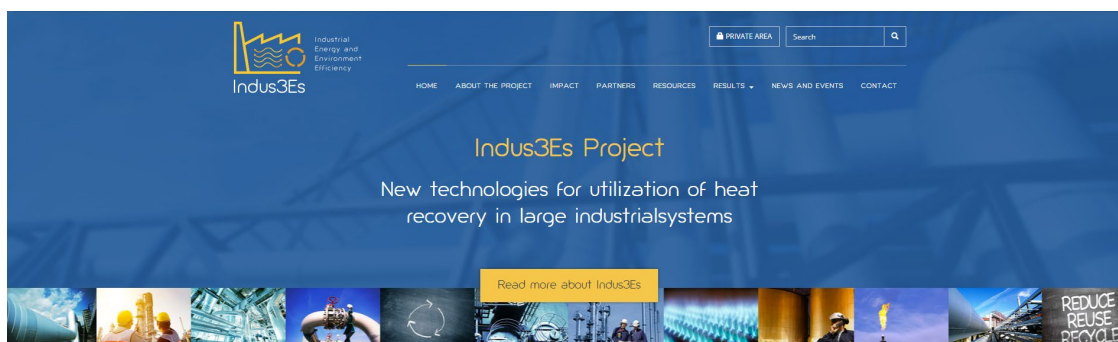 Industrial
Energy and
Environment
Efficiency
Indus3Es
PRIVATE AREA
Search
HOME ABOUT THE PROJECT IMPACT PARTNERS RESOURCES RESULTS NEWS AND EVENTS CONTACT
Indus3Es Project
New technologies for utilization of heat
recovery in large industrialsystems
Read more about Indus3Es
REDUCE
REUSE
RECYCLE